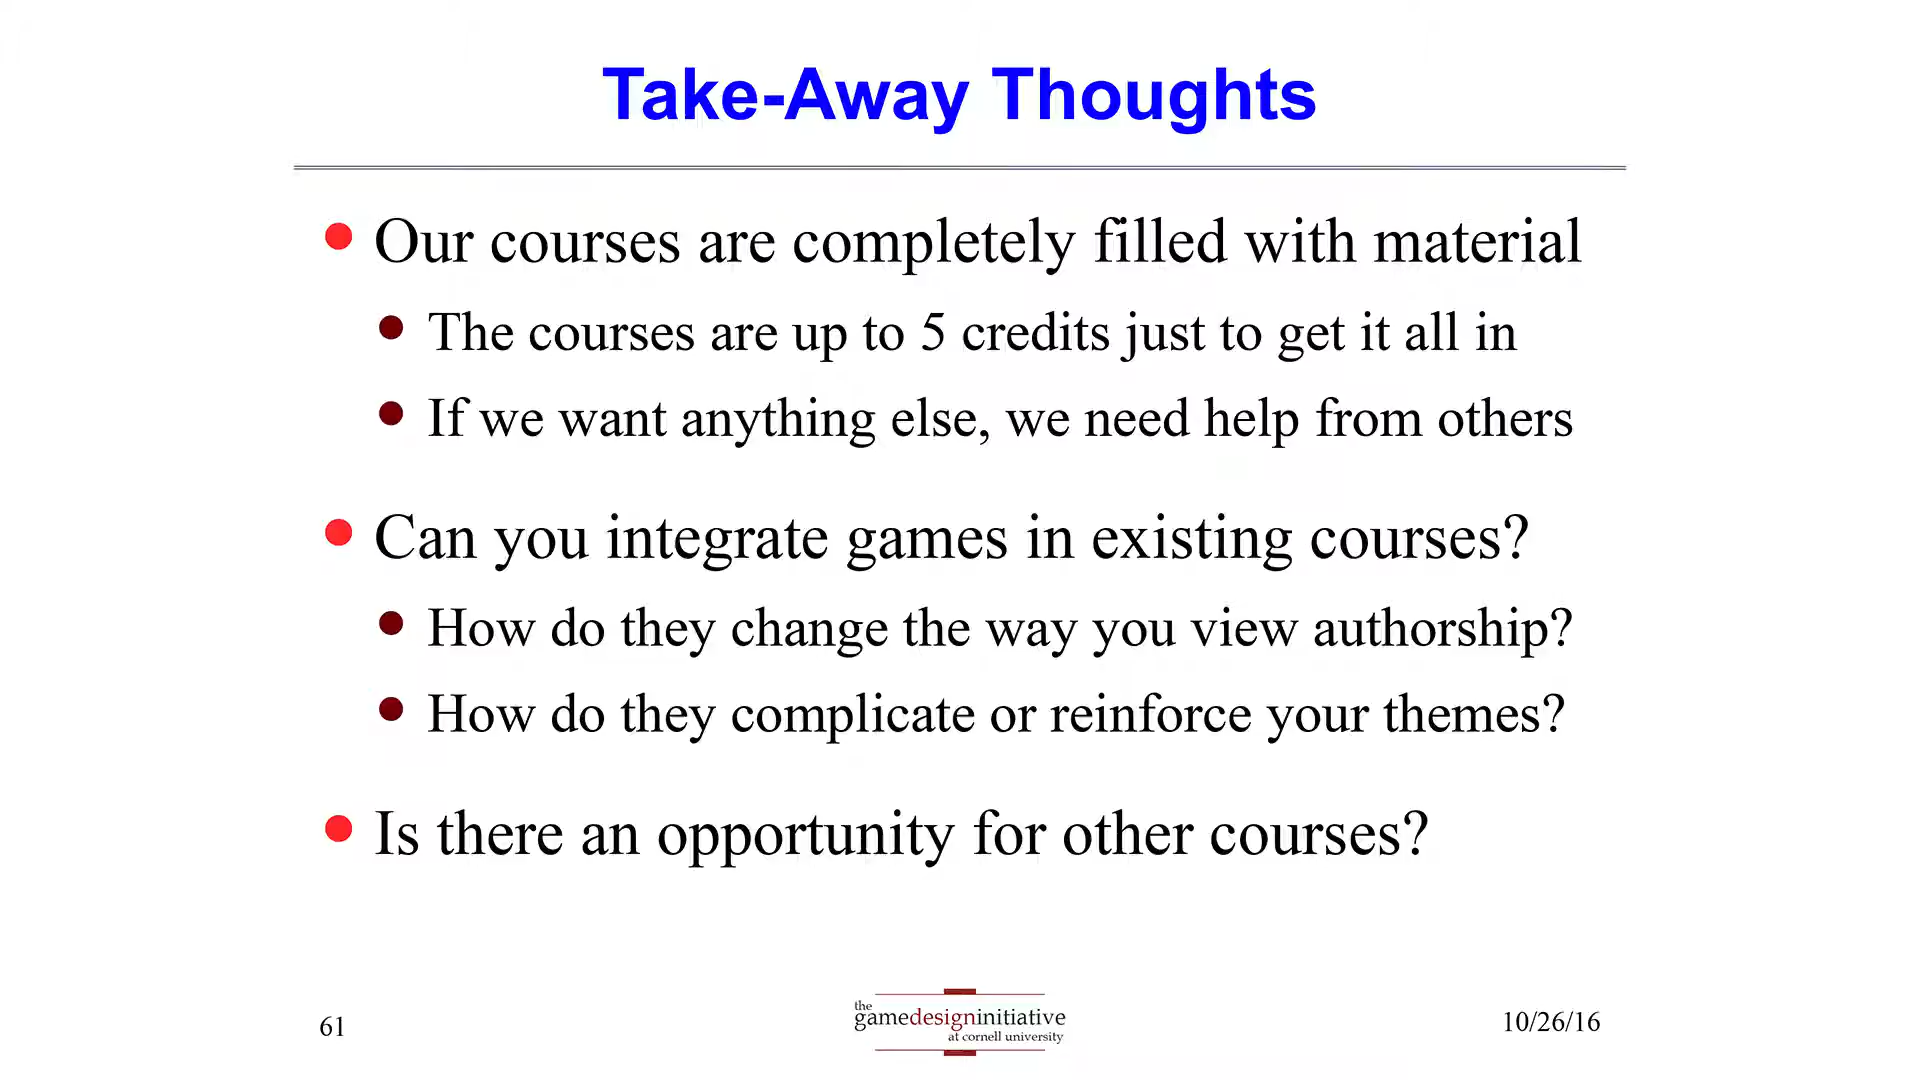 Take-Away Thoughts
Our courses are completely filled with material
The courses are up to 5 credits just to get it all in
If we want anything else, we need help from others
Can you integrate games in existing courses?
How do they change the way you view authorship?
How do they complicate or reinforce your themes?
Is there an opportunity for other courses?
61
the
gamedesigninitiative
at cornell university
10/26/16